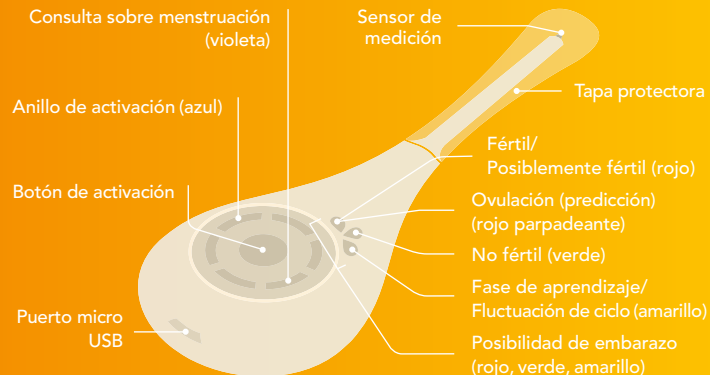 Consulta sobre menstruación
(violeta)
Anillo de activación (azul)
Botón de activación
Puerto micro
USB
Sensor de
medición
Tapa protectora
Fértil/
Posiblemente fértil (rojo)
Ovulación (predicción)
(rojo parpadeante)
No fértil (verde)
Fase de aprendizaje/
Fluctuación de ciclo (amarillo)
Posibilidad de embarazo
(rojo, verde, amarillo)